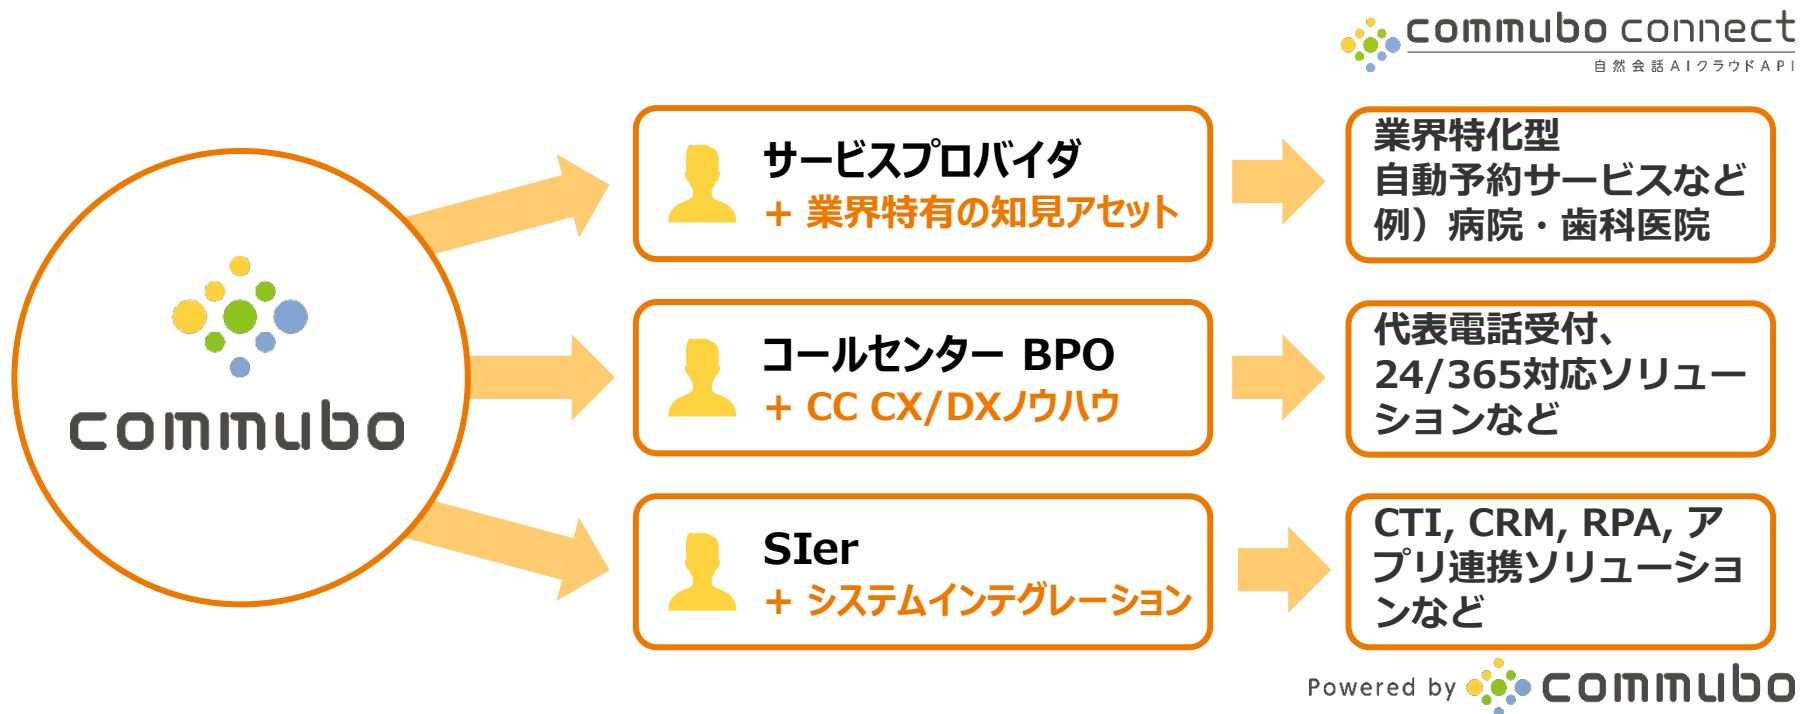 commubo connect
自然会話AIクラウドAPI
commubo
サービスプロバイダ
+ 業界特有の知見アセット
業界特化型
自動予約サービスなど
例）病院・歯科医院
コールセンター BPO
+ CC CX/DXノウハウ
代表電話受付、
24/365対応ソリュー
ションなど
SIer
+ システムインテグレーション
CTI, CRM, RPA, ア
プリ連携ソリューショ
ンなど
Powered by commubo